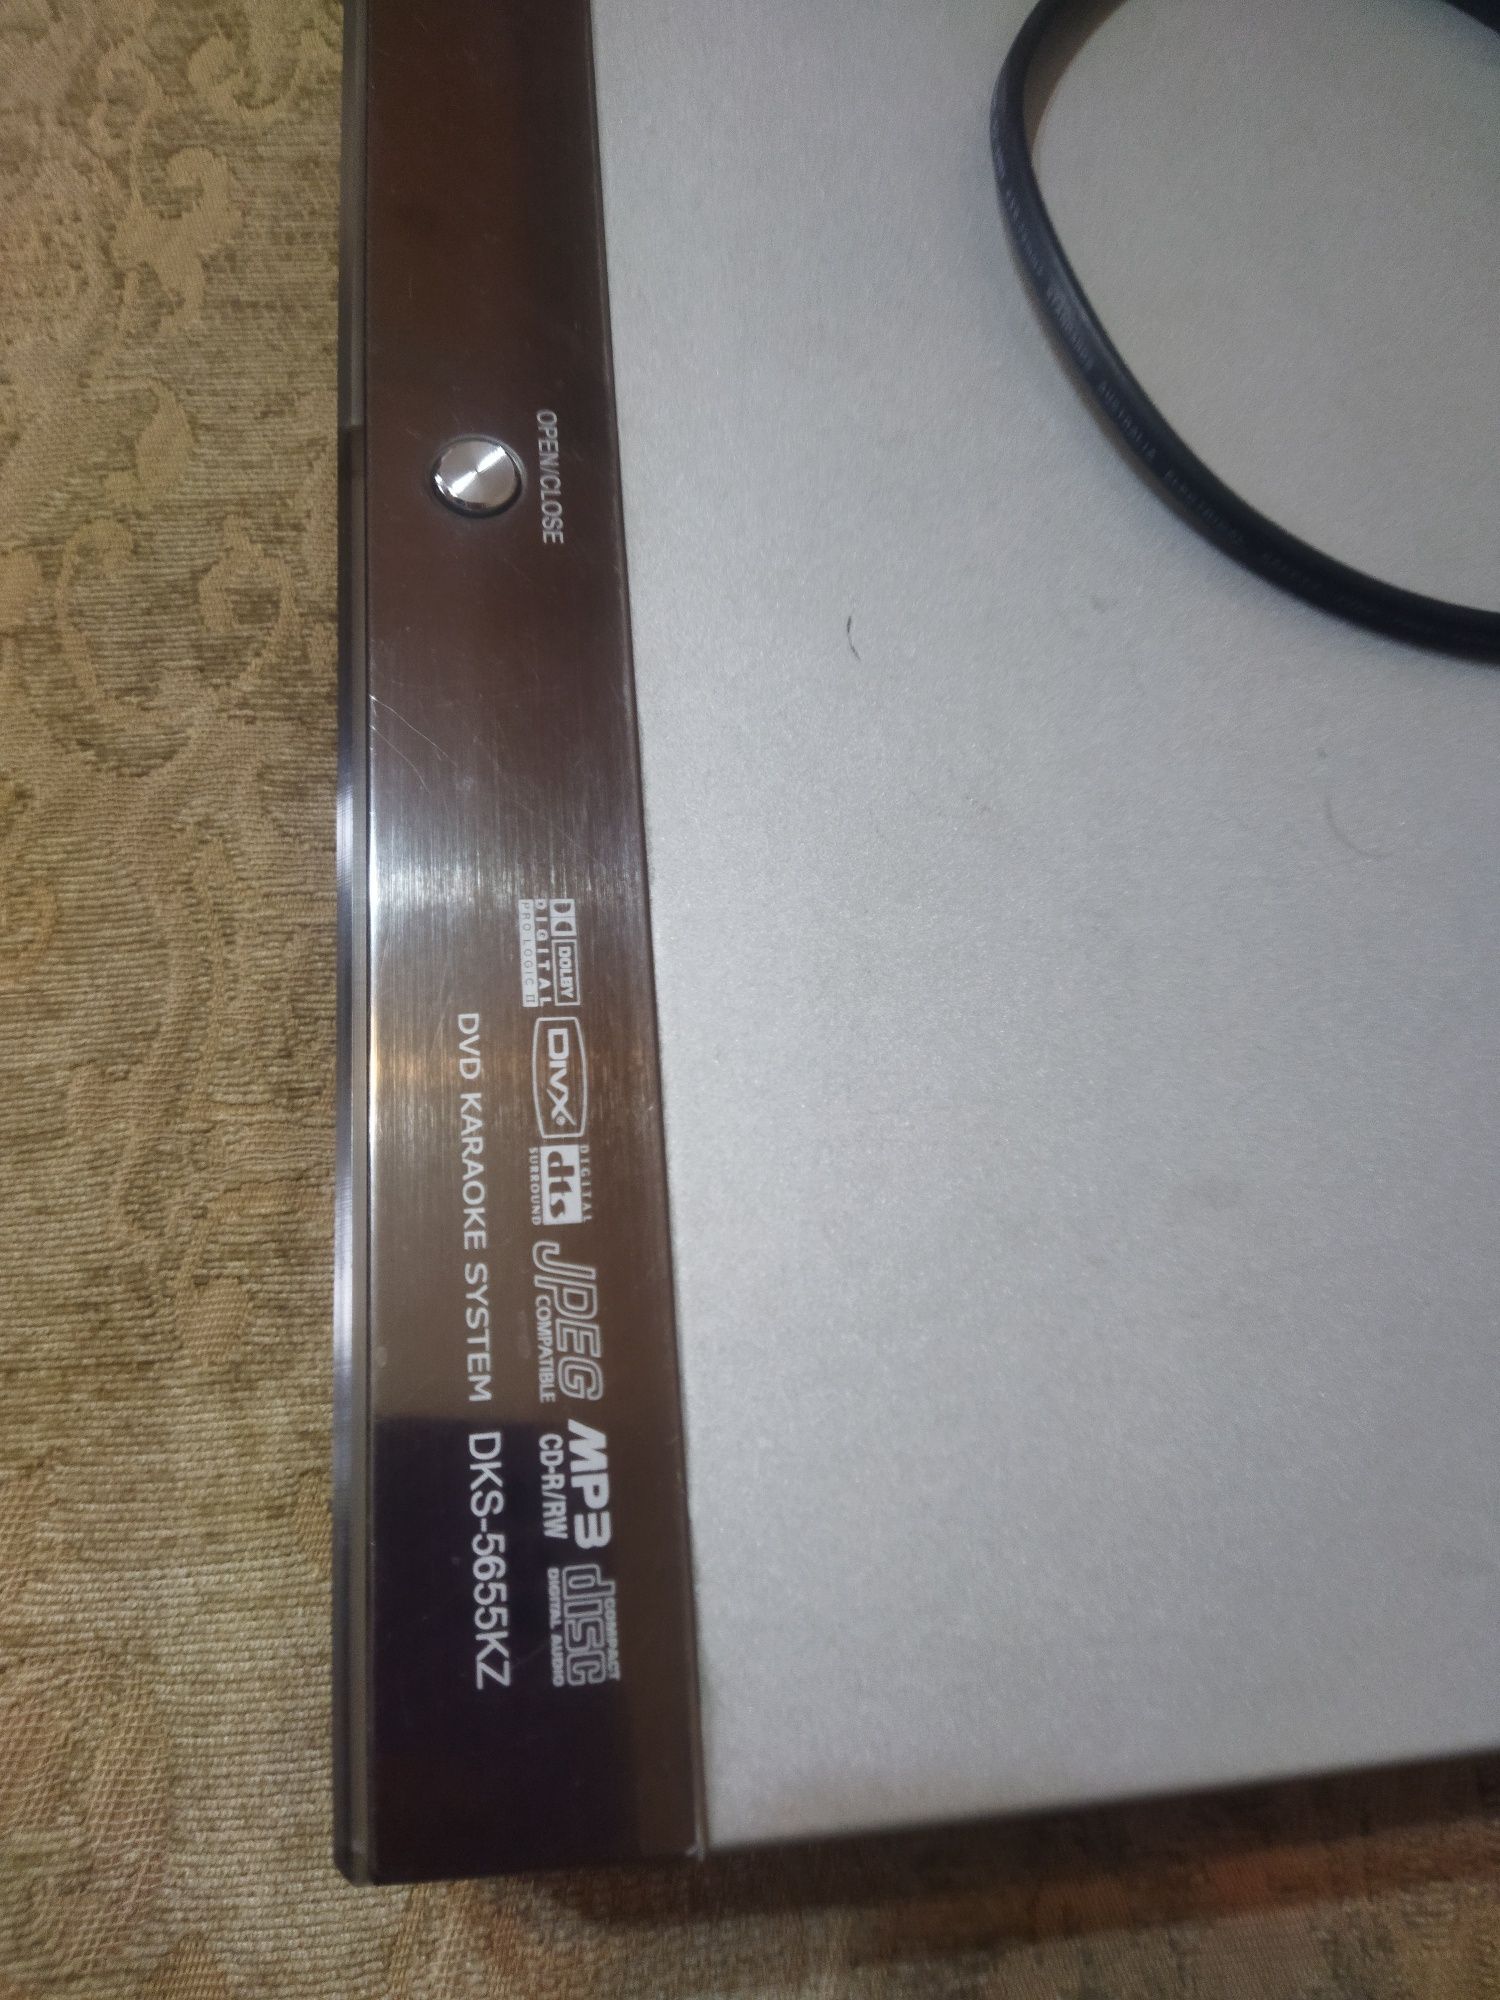 OPEN/CLOSE
DOLBY
DIGITAL
PRO LOGIC II
DIVX
DIGITAL
dts
SURROUND
JPEG
COMPATIBLE
MP3
CD-R/RW
COMPACT
disc
DIGITAL AUDIO
DVD KARAOKE SYSTEM DKS-5655KZ
AUSTRALIA